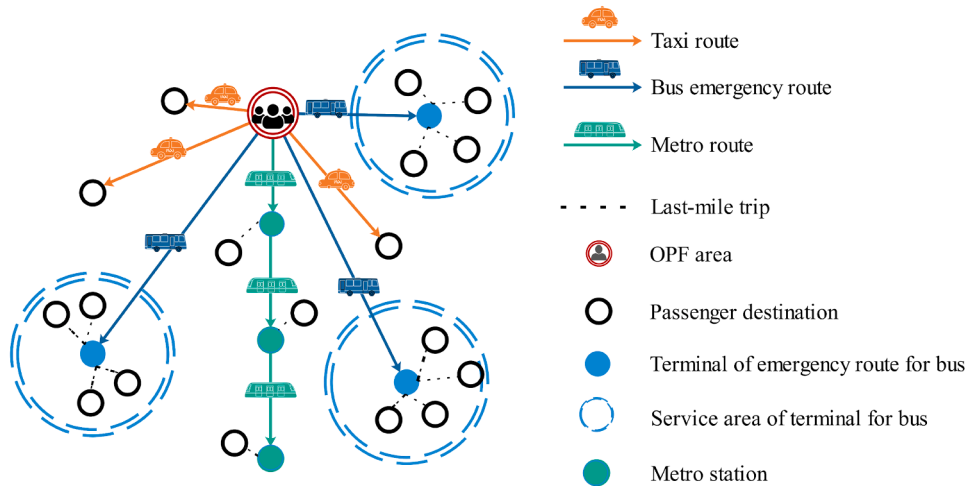 Taxi route
Bus emergency route
Metro route
Last-mile trip
OPF area
Passenger destination
Terminal of emergency route for bus
Service area of terminal for bus
Metro station